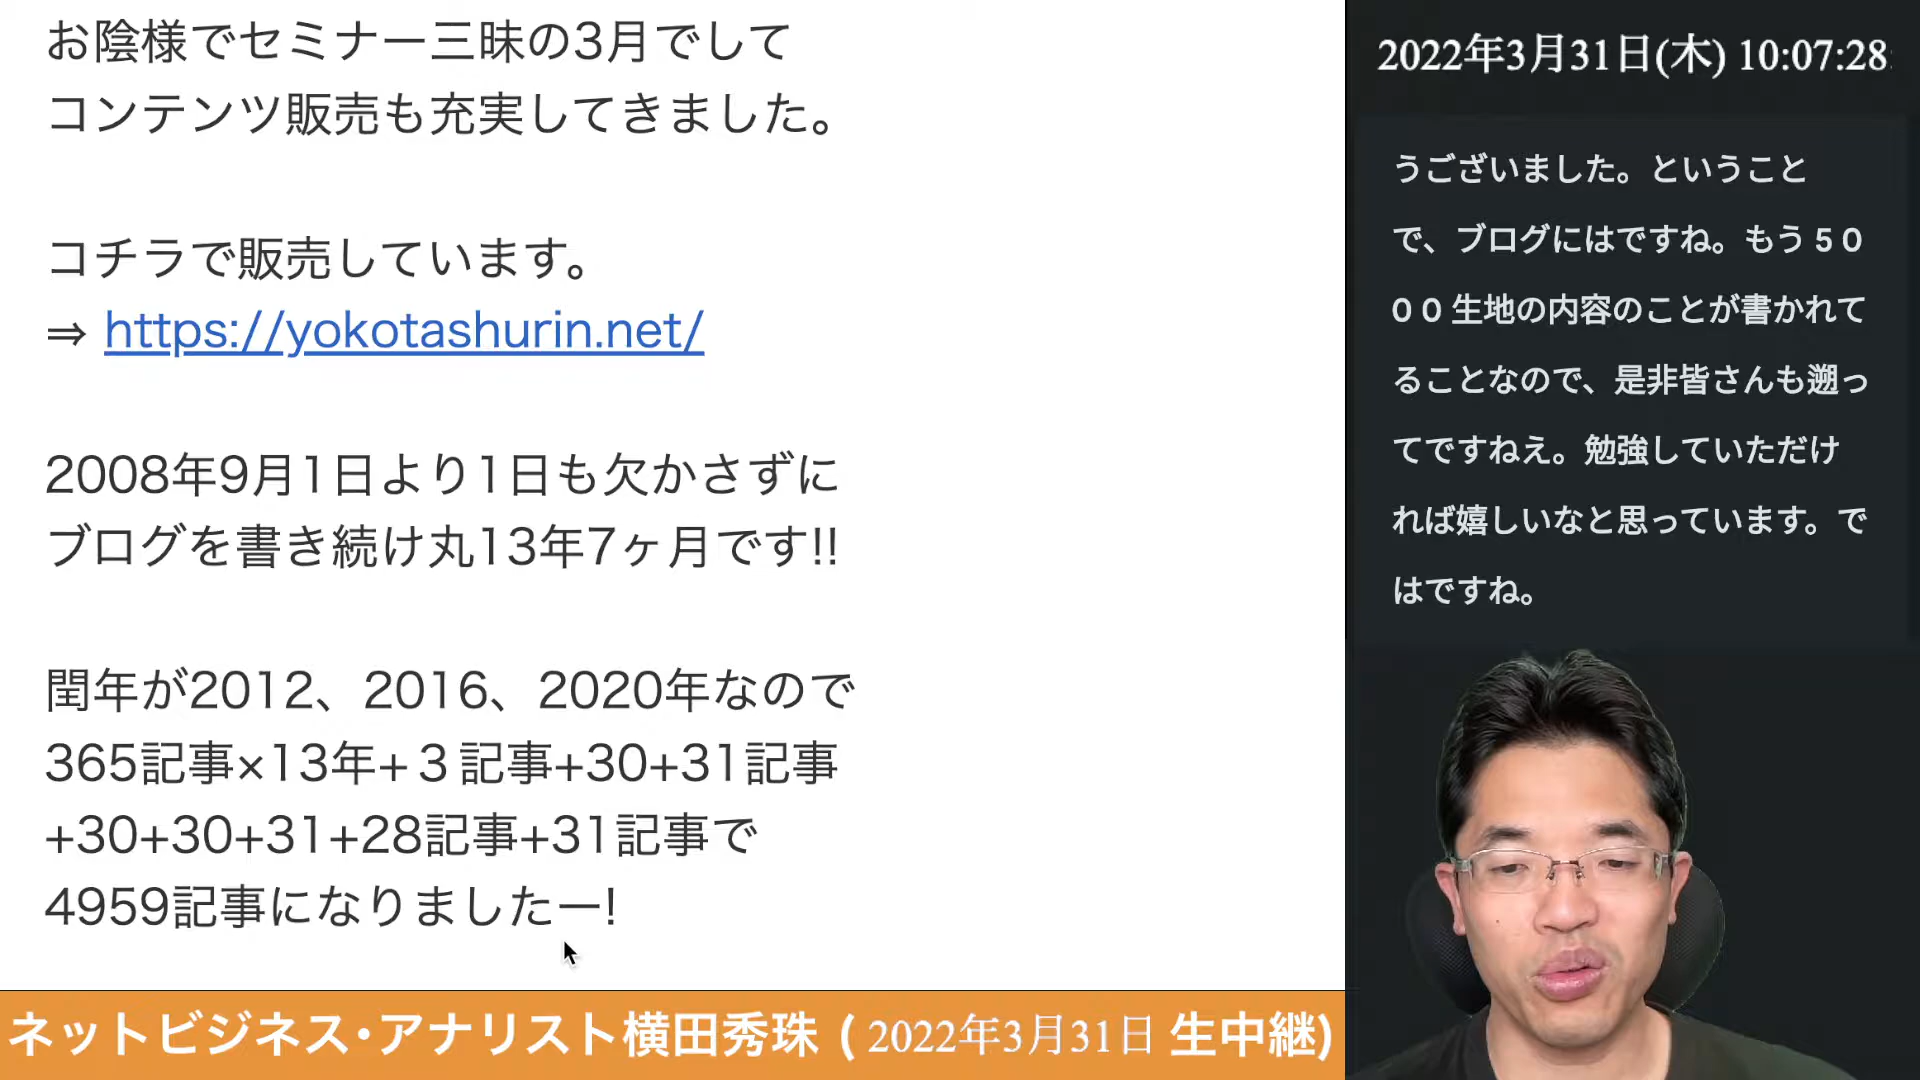 お陰様でセミナー三昧の3月でして
コンテンツ販売も充実してきました。
コチラで販売しています。
⇒ https://yokotashurin.net/
2008年9月1日より1日も欠かさずに
ブログを書き続け丸13年7ヶ月です!!
閏年が2012、2016、2020年なので
365記事×13年+３記事+30+31記事
+30+30+31+28記事+31記事で
4959記事になりましたー!
ネットビジネス・アナリスト横田秀珠 ( 2022年3月31日 生中継)
2022年3月31日(木) 10:07:28
うございました。ということ
で、ブログにはですね。もう５０
００生地の内容のことが書かれて
ることなので、是非皆さんも遡っ
てですねえ。勉強していただけ
れば嬉しいなと思っています。で
はですね。